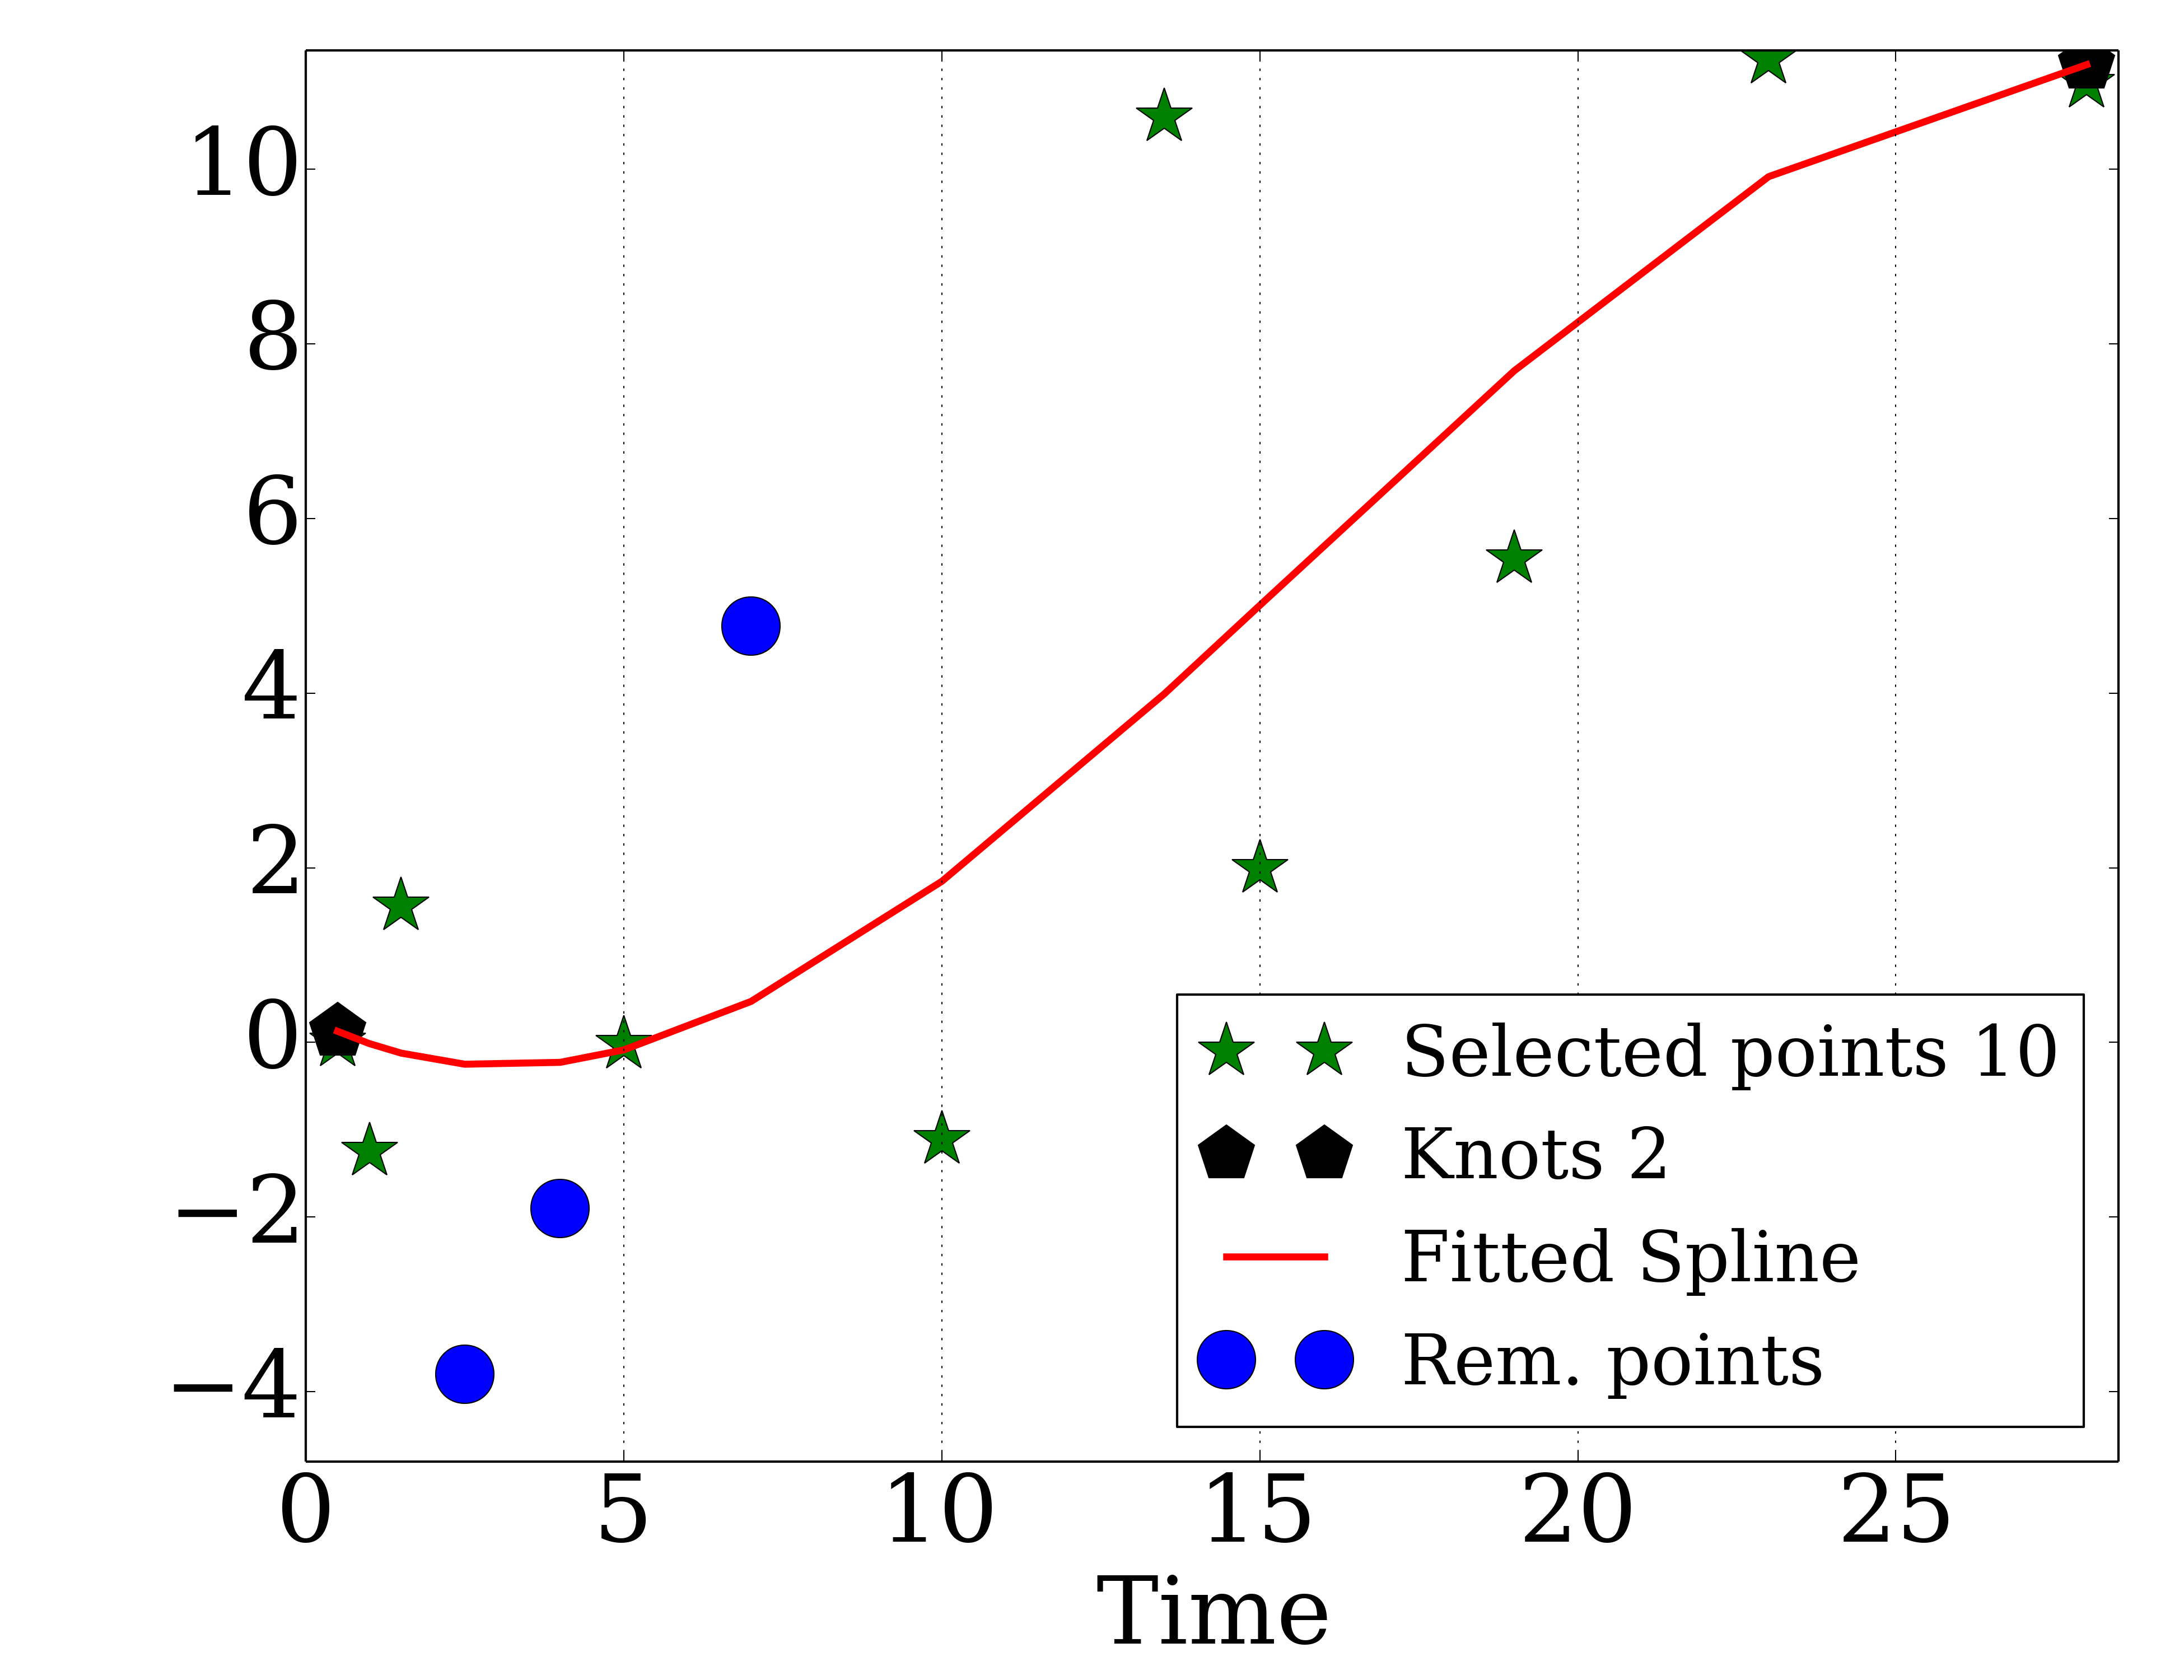 10
8
6
4
2
0
−2
−4
Selected points 10
Knots 2
Fitted Spline
Rem. points
0 5 10 15 20 25
Time